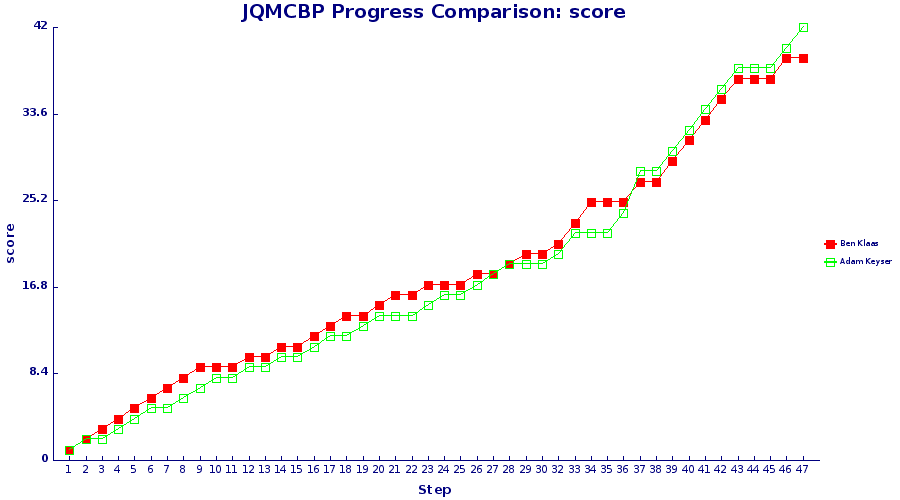 JQMCBP Progress Comparison: score
42
33.6
25.2
16.8
8.4
0
score
1 2 3 4 5 6 7 8 9 10 11 12 13 14 15 16 17 18 19 20 21 22 23 24 25 26 27 28 29 30 32 33 34 35 36 37 38 39 40 41 42 43 44 45 46 47
Step
Ben Klaas
Adam Keyser